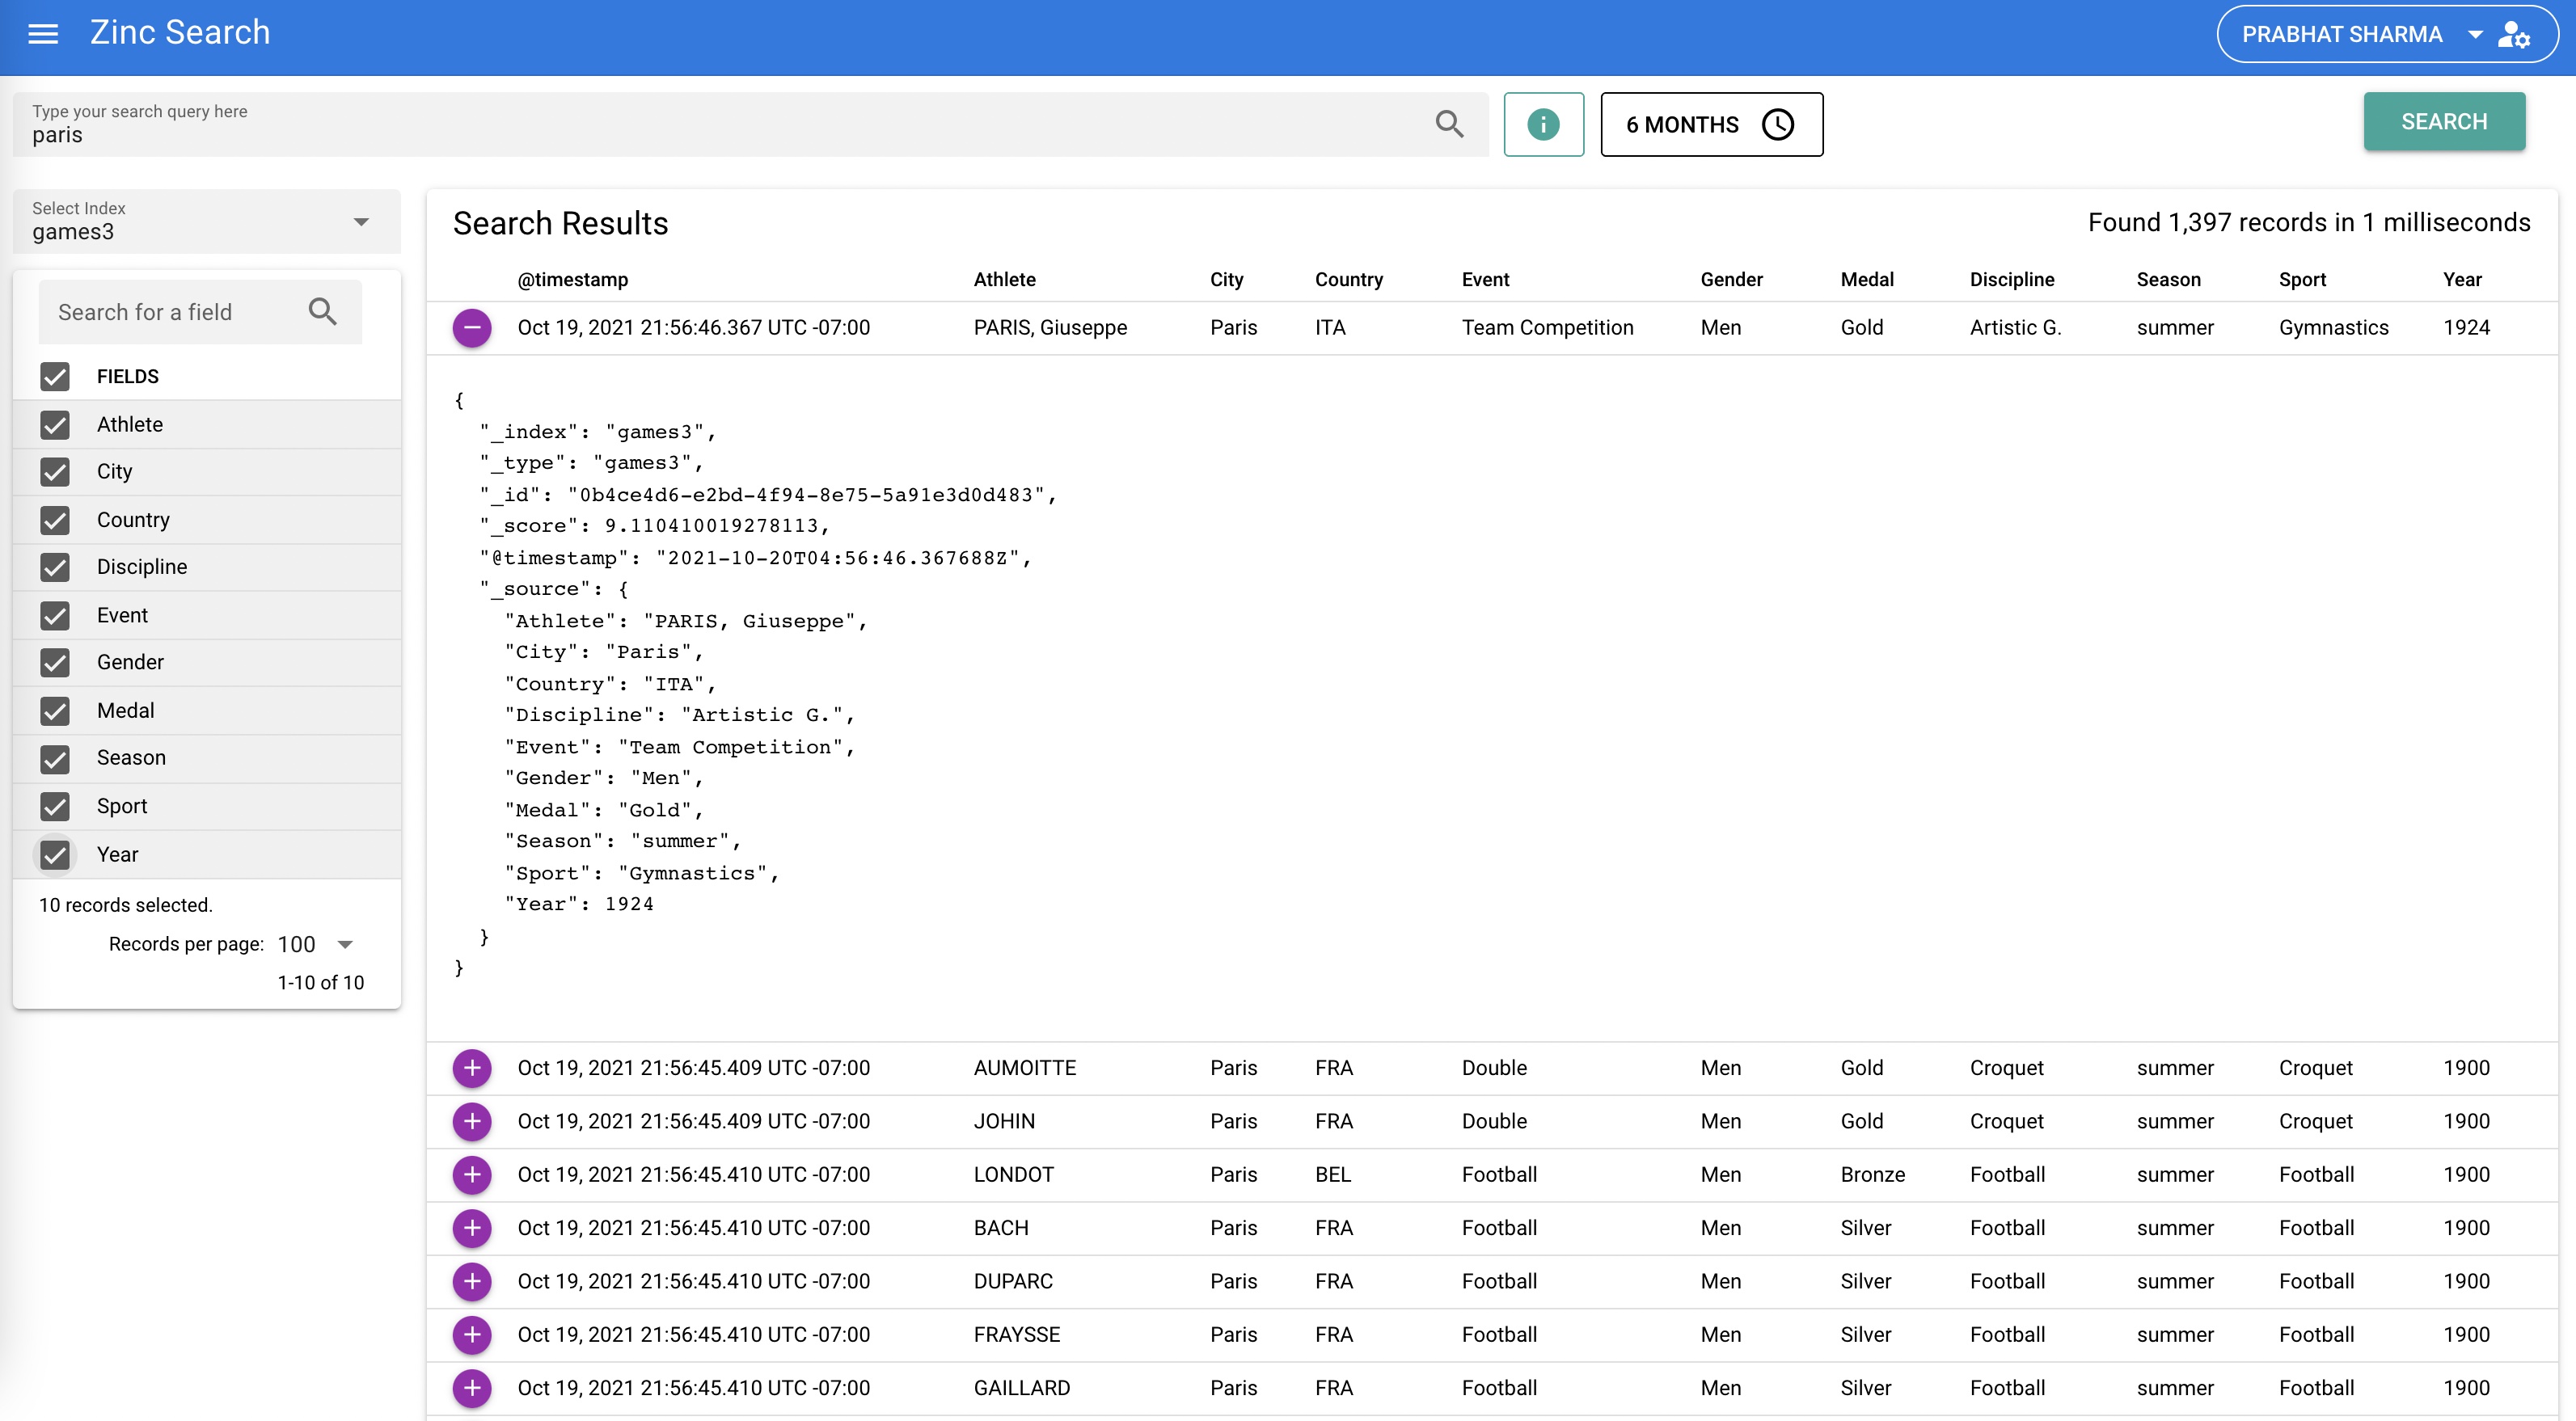 Zinc Search
PRABHAT SHARMA
Type your search query here
paris
6 MONTHS
SEARCH
Select Index
games3
Search for a field
FIELDS
Athlete
City
Country
Discipline
Event
Gender
Medal
Season
Sport
Year
10 records selected.
Records per page: 100
1-10 of 10
Search Results
Found 1,397 records in 1 milliseconds
@timestamp Athlete City Country Event Gender Medal Discipline Season Sport Year
Oct 19, 2021 21:56:46.367 UTC -07:00 PARIS, Giuseppe Paris ITA Team Competition Men Gold Artistic G. summer Gymnastics 1924
{
"_index": "games3",
"_type": "games3",
"_id": "0b4ce4d6-e2bd-4f94-8e75-5a91e3d0d483",
"_score": 9.110410019278113,
"@timestamp": "2021-10-20T04:56:46.367688Z",
"_source": {
"Athlete": "PARIS, Giuseppe",
"City": "Paris",
"Country": "ITA",
"Discipline": "Artistic G.",
"Event": "Team Competition",
"Gender": "Men",
"Medal": "Gold",
"Season": "summer",
"Sport": "Gymnastics",
"Year": 1924
}
}
Oct 19, 2021 21:56:45.409 UTC -07:00 AUMOITTE Paris FRA Double Men Gold Croquet summer Croquet 1900
Oct 19, 2021 21:56:45.409 UTC -07:00 JOHIN Paris FRA Double Men Gold Croquet summer Croquet 1900
Oct 19, 2021 21:56:45.410 UTC -07:00 LONDOT Paris BEL Football Men Bronze Football summer Football 1900
Oct 19, 2021 21:56:45.410 UTC -07:00 BACH Paris FRA Football Men Silver Football summer Football 1900
Oct 19, 2021 21:56:45.410 UTC -07:00 DUPARC Paris FRA Football Men Silver Football summer Football 1900
Oct 19, 2021 21:56:45.410 UTC -07:00 FRAYSSE Paris FRA Football Men Silver Football summer Football 1900
Oct 19, 2021 21:56:45.410 UTC -07:00 GAILLARD Paris FRA Football Men Silver Football summer Football 1900